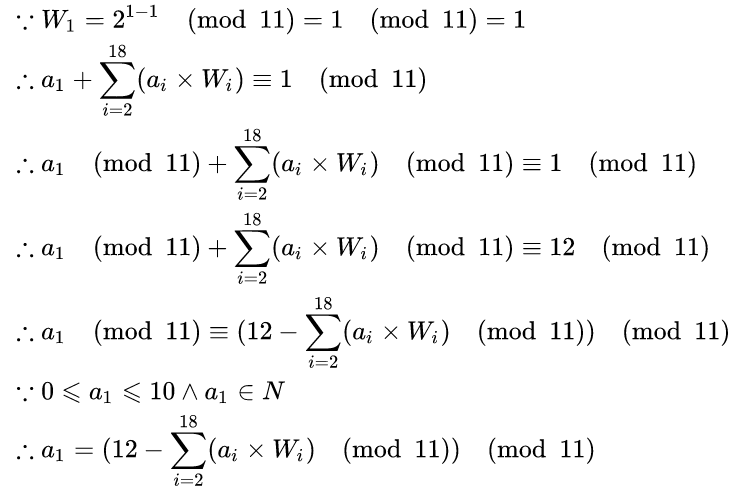 ∵ W₁ = 2¹⁻¹ (mod 11) = 1 (mod 11) = 1
∴ a₁ + ∑_{i=2}^{18}(aᵢ × Wᵢ) ≡ 1 (mod 11)
∴ a₁ (mod 11) + ∑_{i=2}^{18}(aᵢ × Wᵢ) (mod 11) ≡ 1 (mod 11)
∴ a₁ (mod 11) + ∑_{i=2}^{18}(aᵢ × Wᵢ) (mod 11) ≡ 12 (mod 11)
∴ a₁ (mod 11) ≡ (12 − ∑_{i=2}^{18}(aᵢ × Wᵢ) (mod 11)) (mod 11)
∵ 0 ⩽ a₁ ⩽ 10 ∧ a₁ ∈ N
∴ a₁ = (12 − ∑_{i=2}^{18}(aᵢ × Wᵢ) (mod 11)) (mod 11)